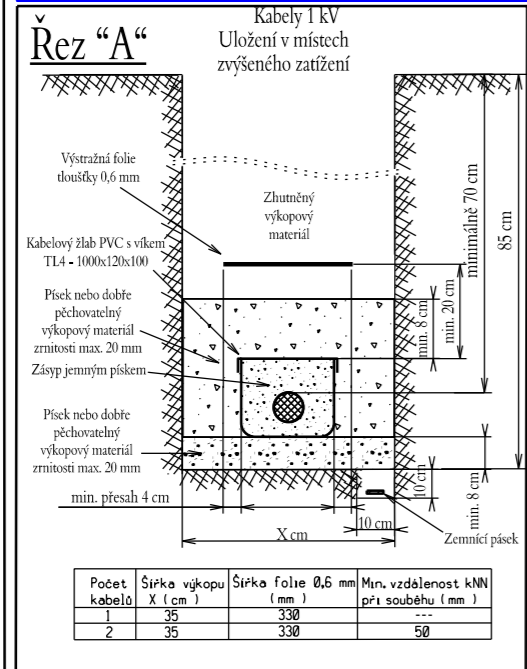 Řez “A“
Kabely 1 kV
Uložení v místech
zvýšeného zatížení
Výstražná folie
tloušťky 0,6 mm
Zhutněný
výkopový
materiál
Kabelový žlab PVC s víkem
TL4 - 1000x120x100
Písek nebo dobře
pěchovatelný
výkopový materiál
zrnitosti max. 20 mm
Zásyp jemným pískem
Písek nebo dobře
pěchovatelný
výkopový materiál
zrnitosti max. 20 mm
min. přesah 4 cm
X cm
10 cm
10 cm
Zemnící pásek
min. 8 cm
min. 8 cm
min. 20 cm
minimálně 70 cm
85 cm
Počet kabelů
Šířka výkopu X ( cm )
Šířka folie 0,6 mm ( mm )
Min. vzdálenost kNN při souběhu ( mm )
1 35 330 ---
2 35 330 50